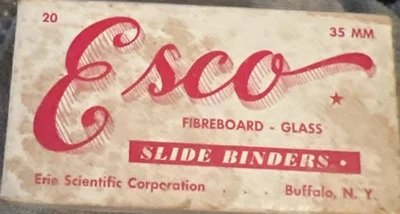 20 35 MM
Esco
FIBREBOARD - GLASS
SLIDE BINDERS.
Erie Scientific Corporation . . . Buffalo, N. Y.